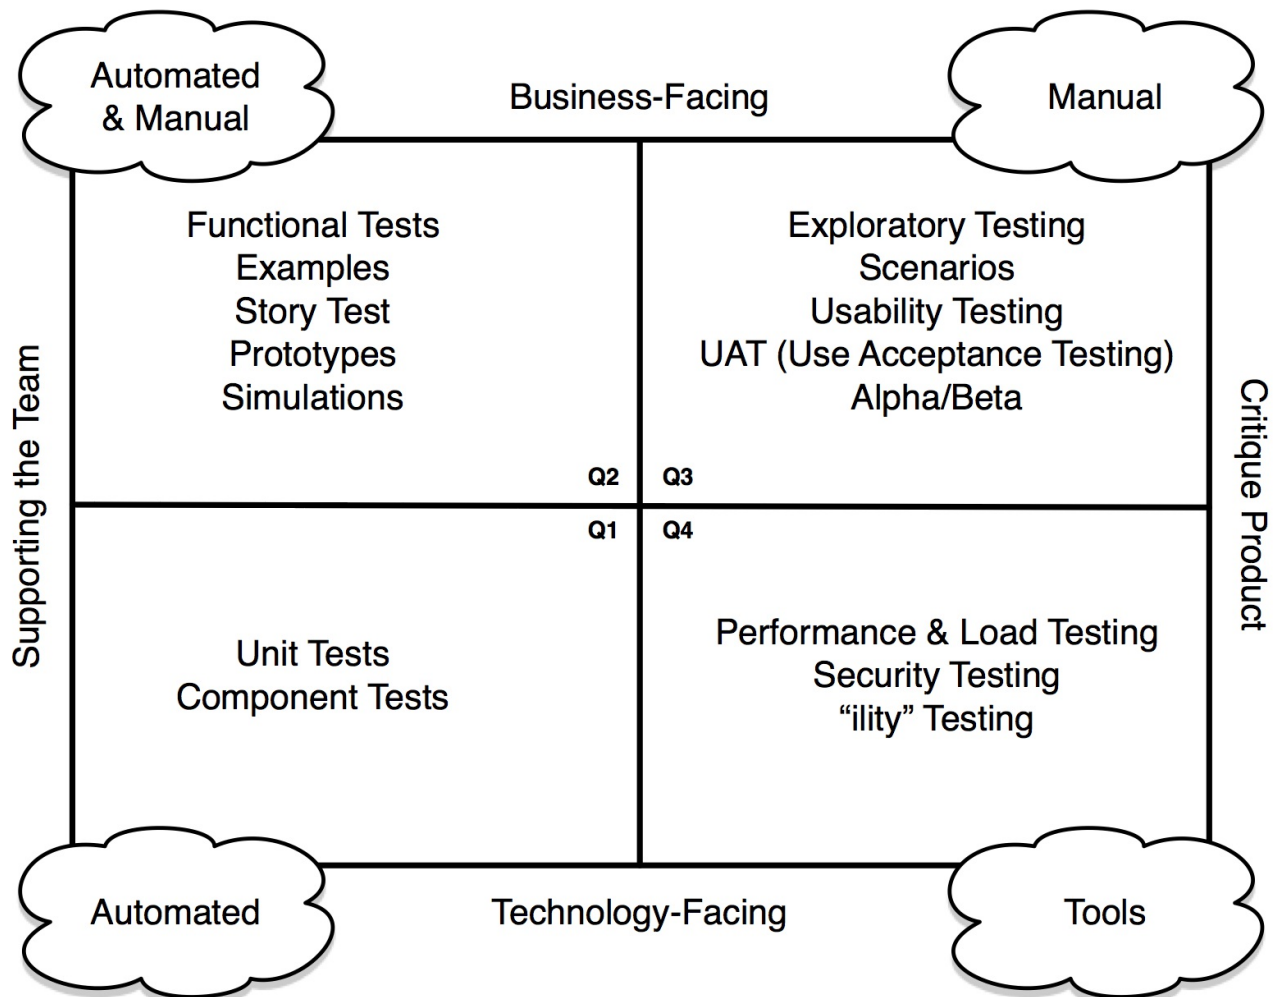 Automated
& Manual
Business-Facing
Manual
Functional Tests
Examples
Story Test
Prototypes
Simulations
Exploratory Testing
Scenarios
Usability Testing
UAT (Use Acceptance Testing)
Alpha/Beta
Supporting the Team
Critique Product
Q2
Q3
Q1
Q4
Unit Tests
Component Tests
Performance & Load Testing
Security Testing
“ility” Testing
Automated
Technology-Facing
Tools